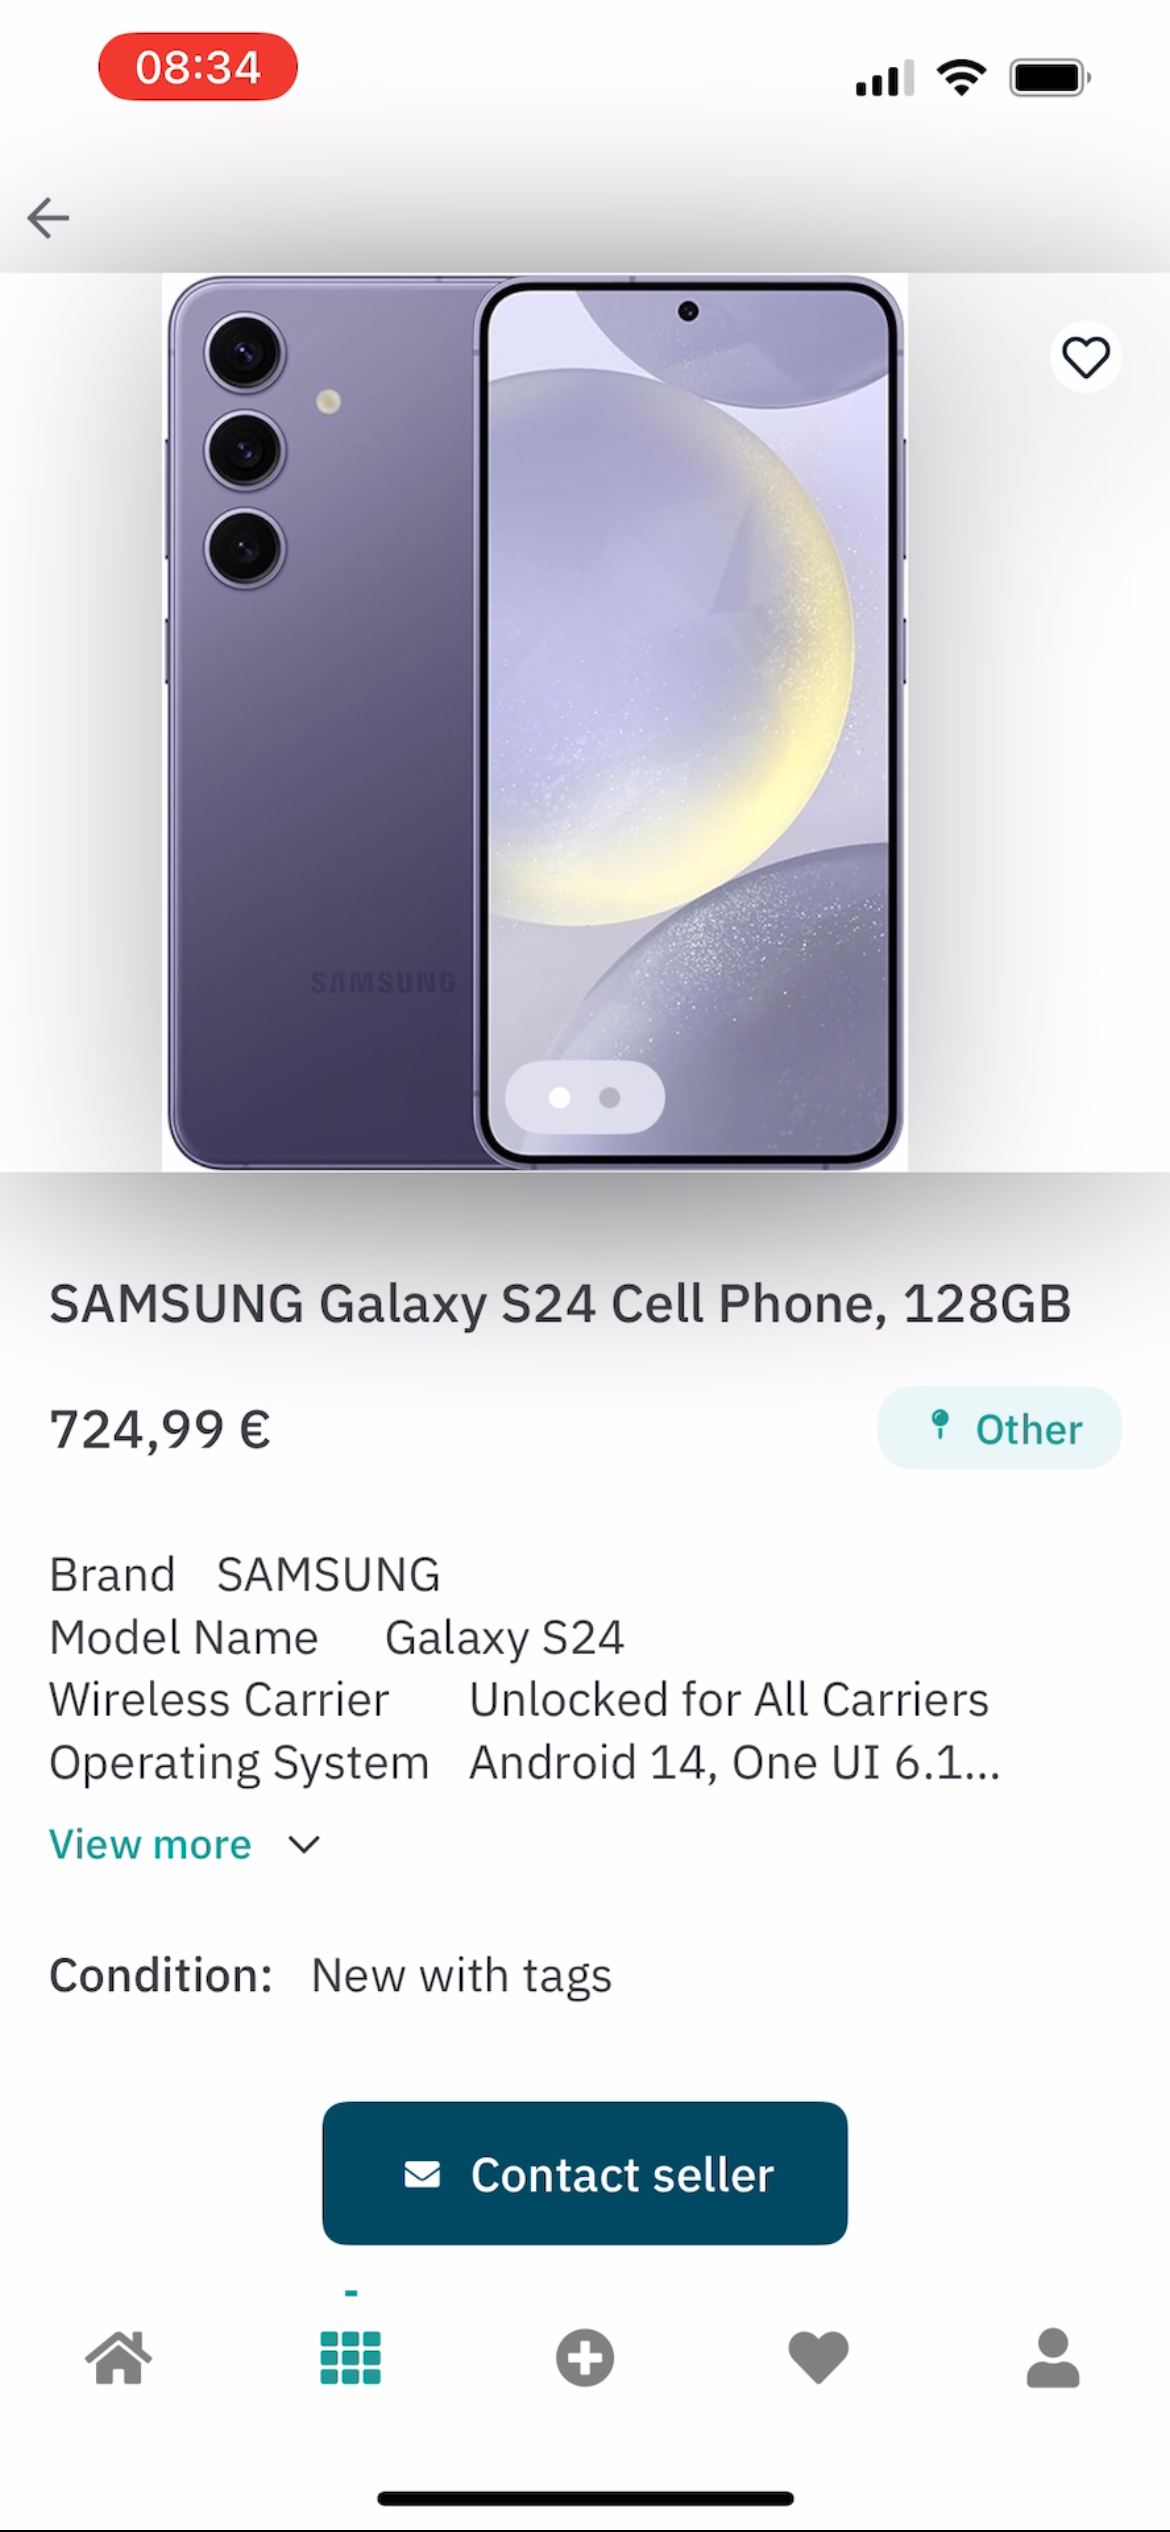 08:34
SAMSUNG
SAMSUNG Galaxy S24 Cell Phone, 128GB
724,99 €
Other
Brand SAMSUNG
Model Name Galaxy S24
Wireless Carrier Unlocked for All Carriers
Operating System Android 14, One UI 6.1...
View more
Condition: New with tags
Contact seller